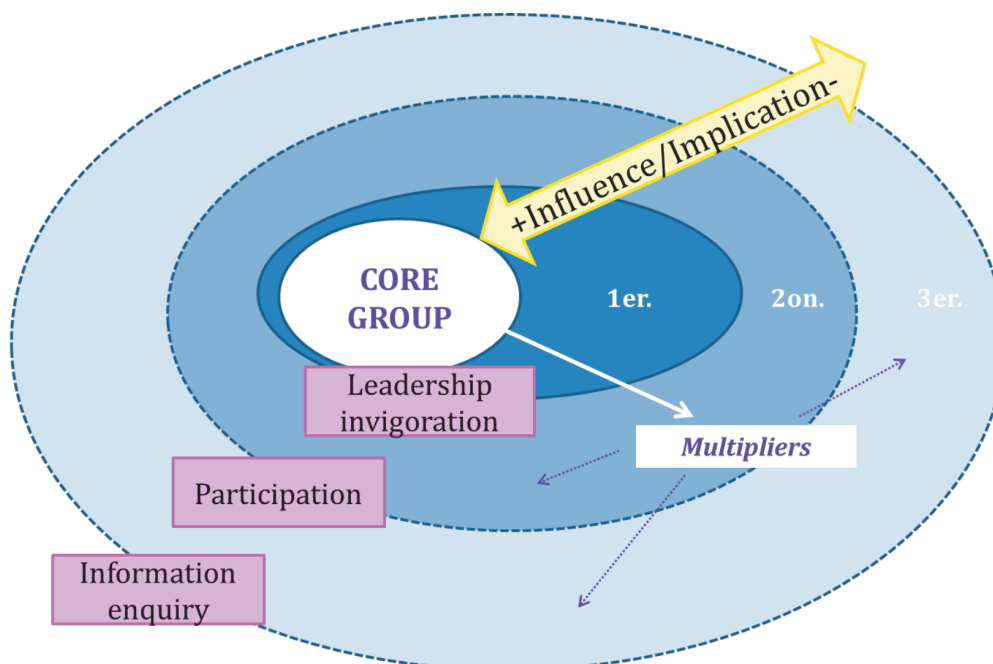 +Influence/Implication-
CORE
GROUP
1er.
2on.
3er.
Leadership
invigoration
Multipliers
Participation
Information
enquiry